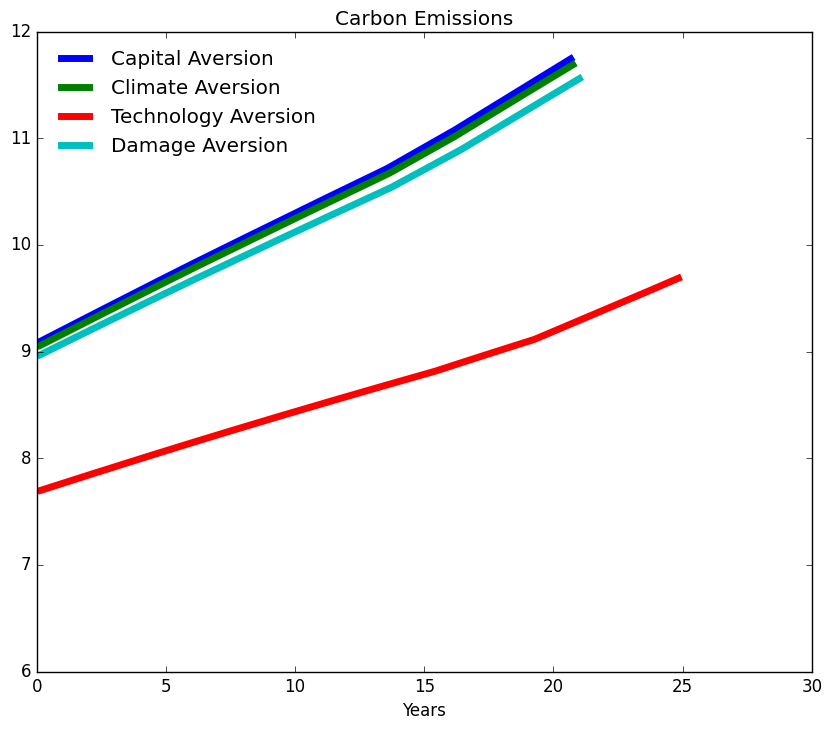 Carbon Emissions
12
11
10
9
8
7
6
Capital Aversion
Climate Aversion
Technology Aversion
Damage Aversion
0 5 10 15 20 25 30
Years